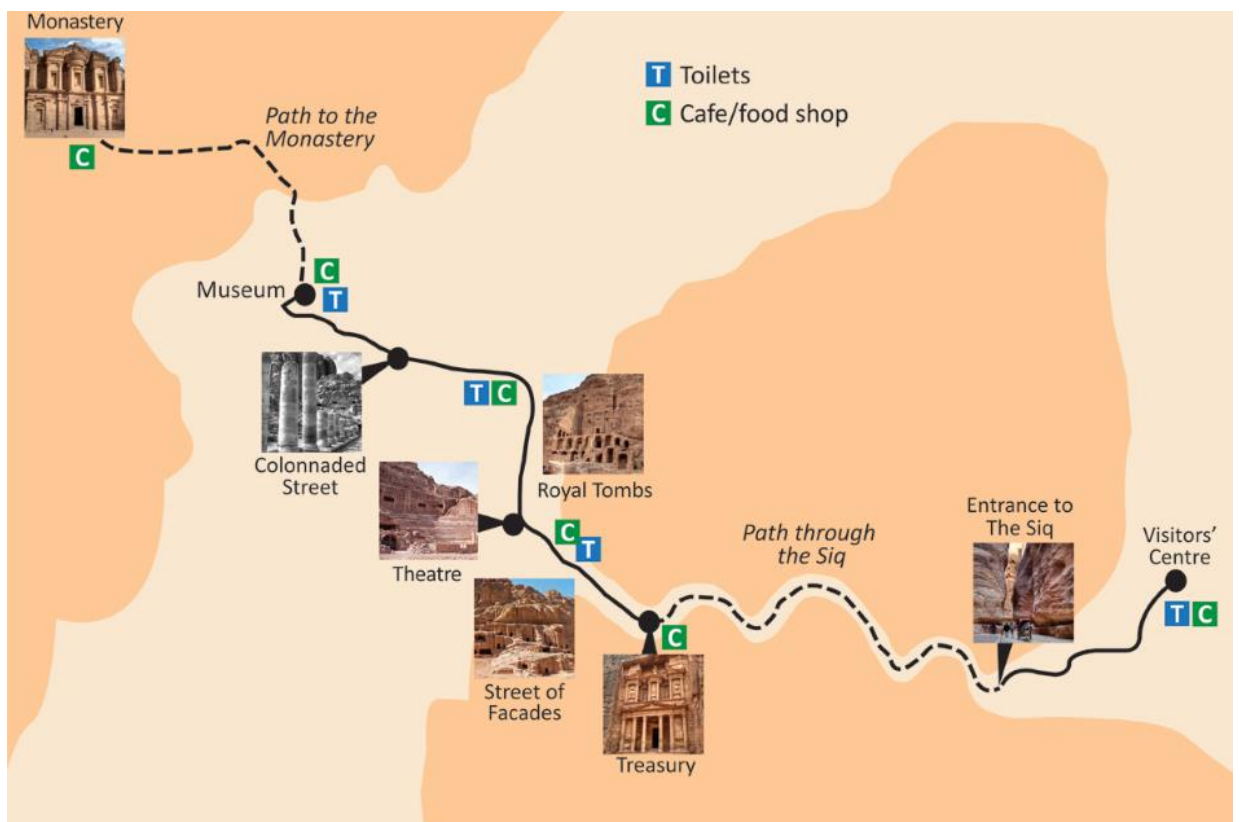 Monastery
T Toilets
C Cafe/food shop
Path to the
Monastery
C
C
Museum
T
T C
Colonnaded
Street
Royal Tombs
Entrance to
The Siq
Path through
the Siq
Visitors'
Centre
C
T
Theatre
T C
C
Street of
Facades
Treasury